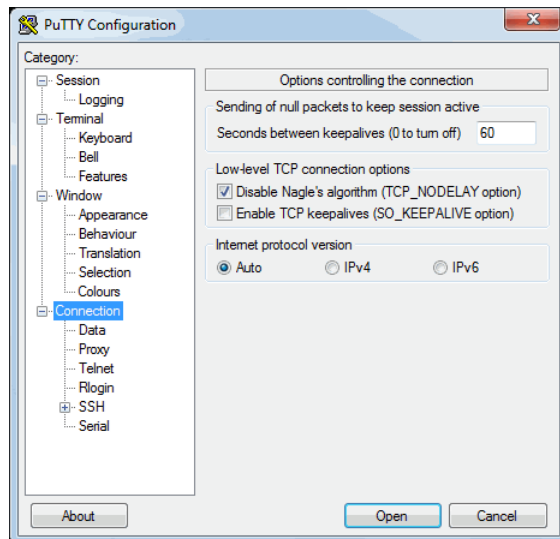 PuTTY Configuration
Category:
Session
Logging
Terminal
Keyboard
Bell
Features
Window
Appearance
Behaviour
Translation
Selection
Colours
Connection
Data
Proxy
Telnet
Rlogin
SSH
Serial
Options controlling the connection
Sending of null packets to keep session active
Seconds between keepalives (0 to turn off) 60
Low-level TCP connection options
Disable Nagle's algorithm (TCP_NODELAY option)
Enable TCP keepalives (SO_KEEPALIVE option)
Internet protocol version
Auto IPv4 IPv6
About Open Cancel